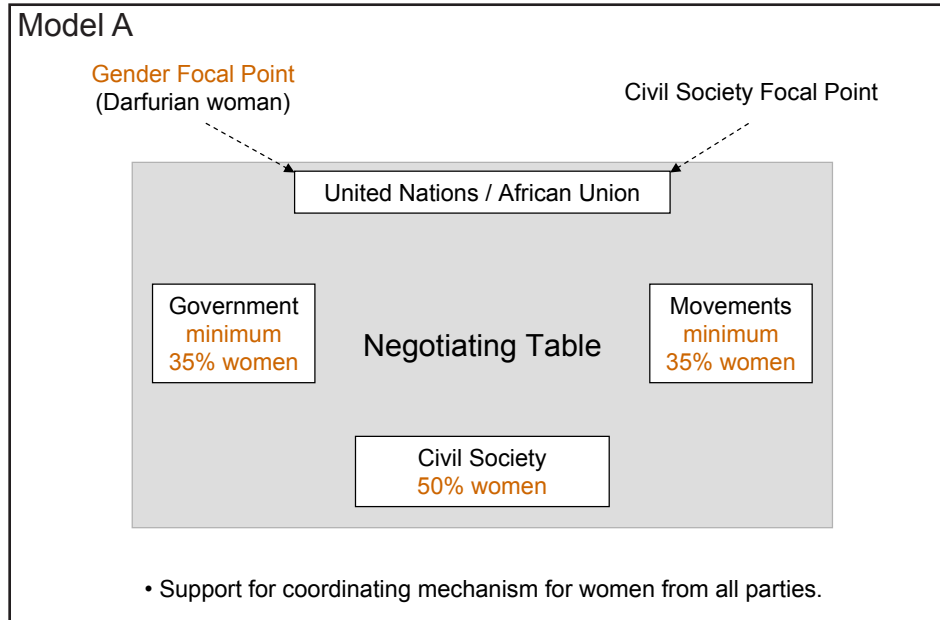 Model A
Gender Focal Point
(Darfurian woman)
Civil Society Focal Point
United Nations / African Union
Government
minimum
35% women
Negotiating Table
Movements
minimum
35% women
Civil Society
50% women
• Support for coordinating mechanism for women from all parties.